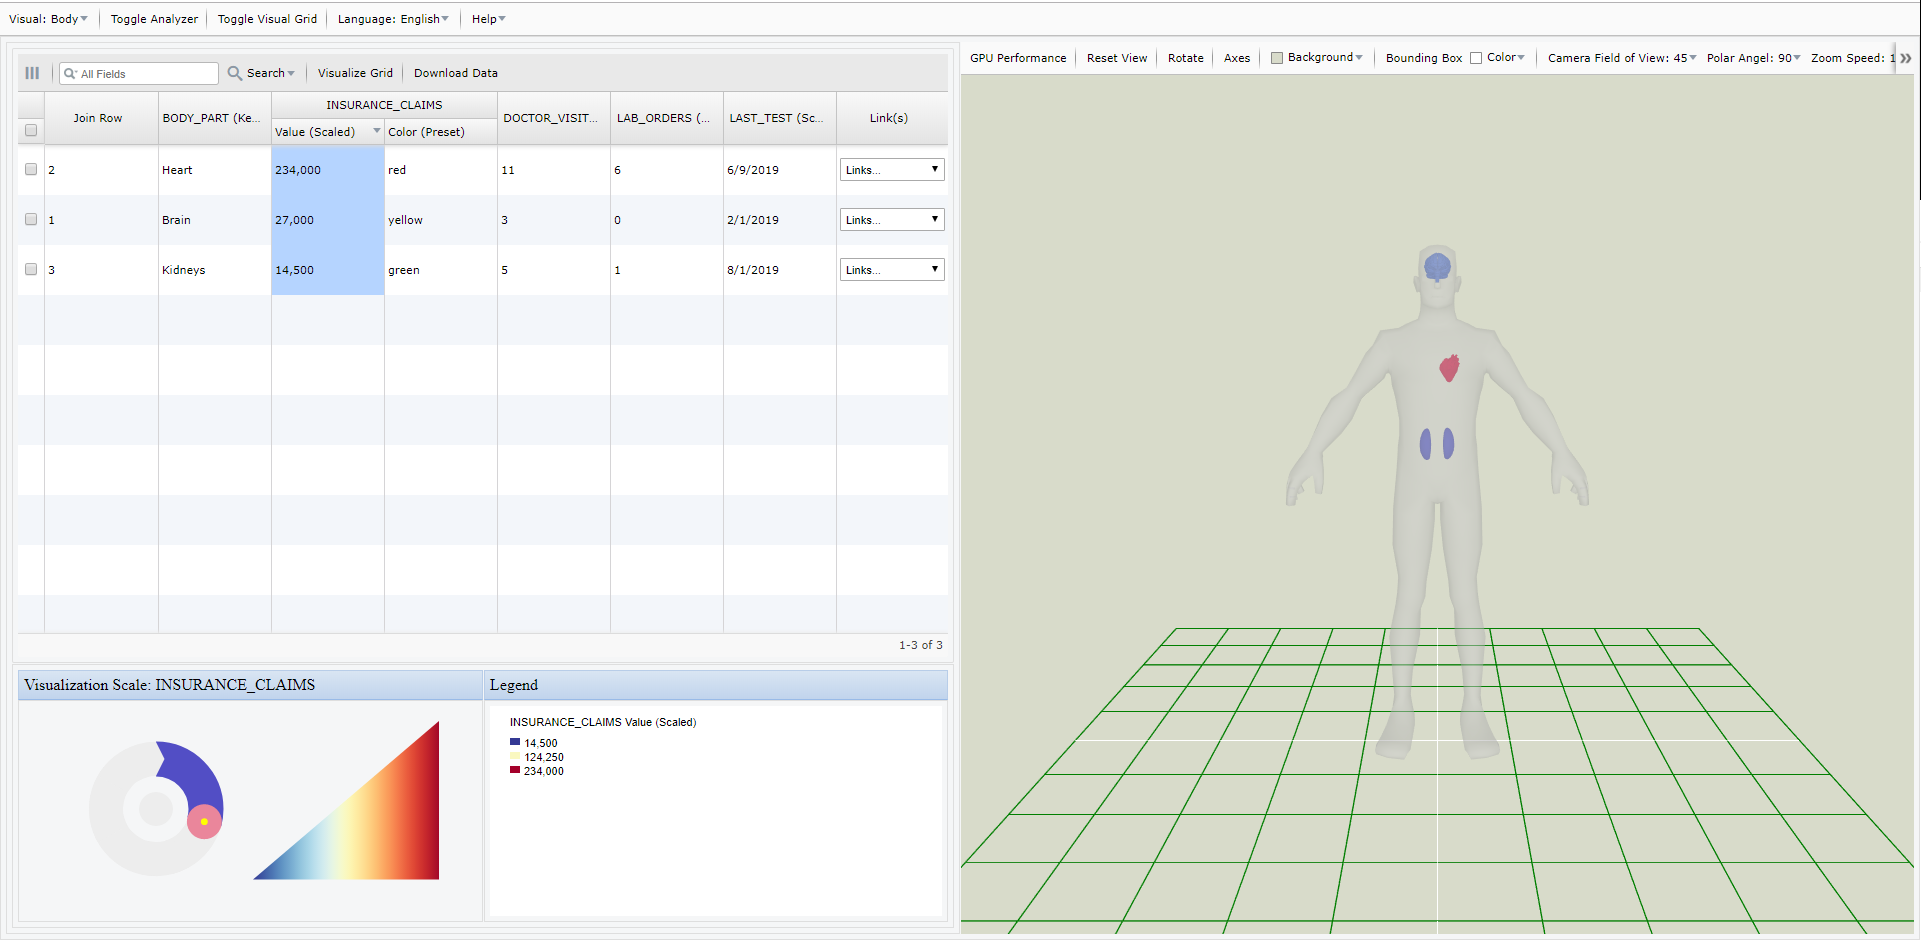 Visual: Body Toggle Analyzer Toggle Visual Grid Language: English Help
All Fields Search Visualize Grid Download Data
GPU Performance Reset View Rotate Axes Background Bounding Box Color Camera Field of View: 45 Polar Angel: 90 Zoom Speed: 1
INSURANCE_CLAIMS
Join Row BODY_PART (Ke... Value (Scaled) Color (Preset) DOCTOR_VISIT... LAB_ORDERS (... LAST_TEST (Sc... Link(s)
2 Heart 234,000 red 11 6 6/9/2019 Links...
1 Brain 27,000 yellow 3 0 2/1/2019 Links...
3 Kidneys 14,500 green 5 1 8/1/2019 Links...
1-3 of 3
Visualization Scale: INSURANCE_CLAIMS
Legend
INSURANCE_CLAIMS Value (Scaled)
14,500
124,250
234,000